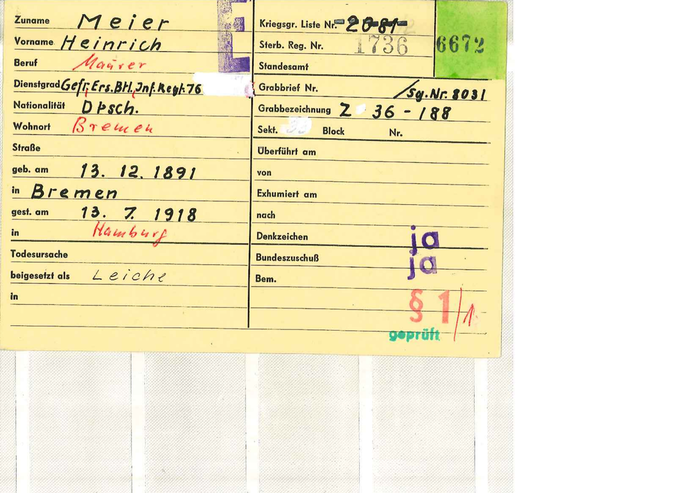 Zuname Meier
Vorname Heinrich
Beruf Maurer
Dienstgrad Gefr, Ers. Btl, Inf. Regt. 76
Nationalität Dtsch.
Wohnort Bremen
Straße
geb. am 13. 12. 1891
in Bremen
gest. am 13. 7. 1918
in Hamburg
Todesursache
beigesetzt als Leiche
in
E
Kriegsgr. Liste Nr. 2881
6672
Sterb. Reg. Nr. 1736
Standesamt
Grabbrief Nr. /Sg. Nr. 8031
Grabbezeichnung Z 36 - 188
Sekt. Block Nr.
Überführt am
von
Exhumiert am
nach
Denkzeichen ja
Bundeszuschuß ja
Bem.
§ 1/1
geprüft